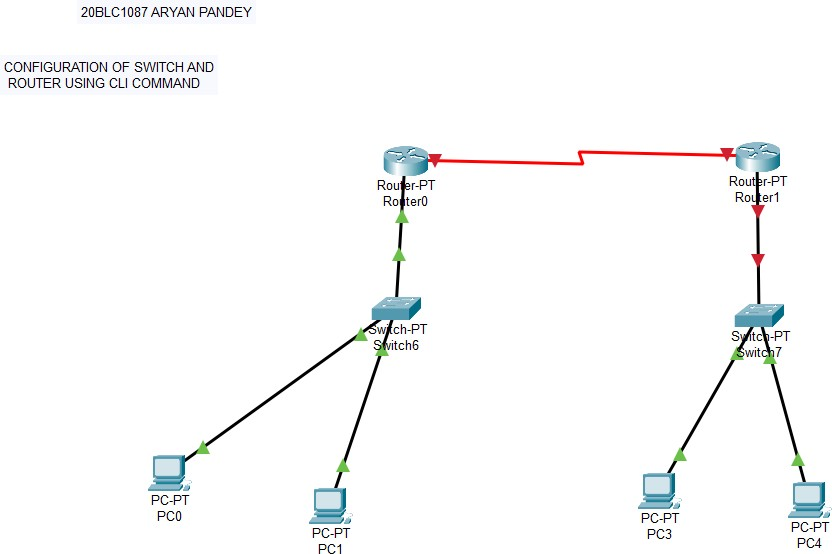 20BLC1087 ARYAN PANDEY
CONFIGURATION OF SWITCH AND
ROUTER USING CLI COMMAND
Router-PT
Router0
Router-PT
Router1
Switch-PT
Switch6
Switch-PT
Switch7
PC-PT
PC0
PC-PT
PC1
PC-PT
PC3
PC-PT
PC4